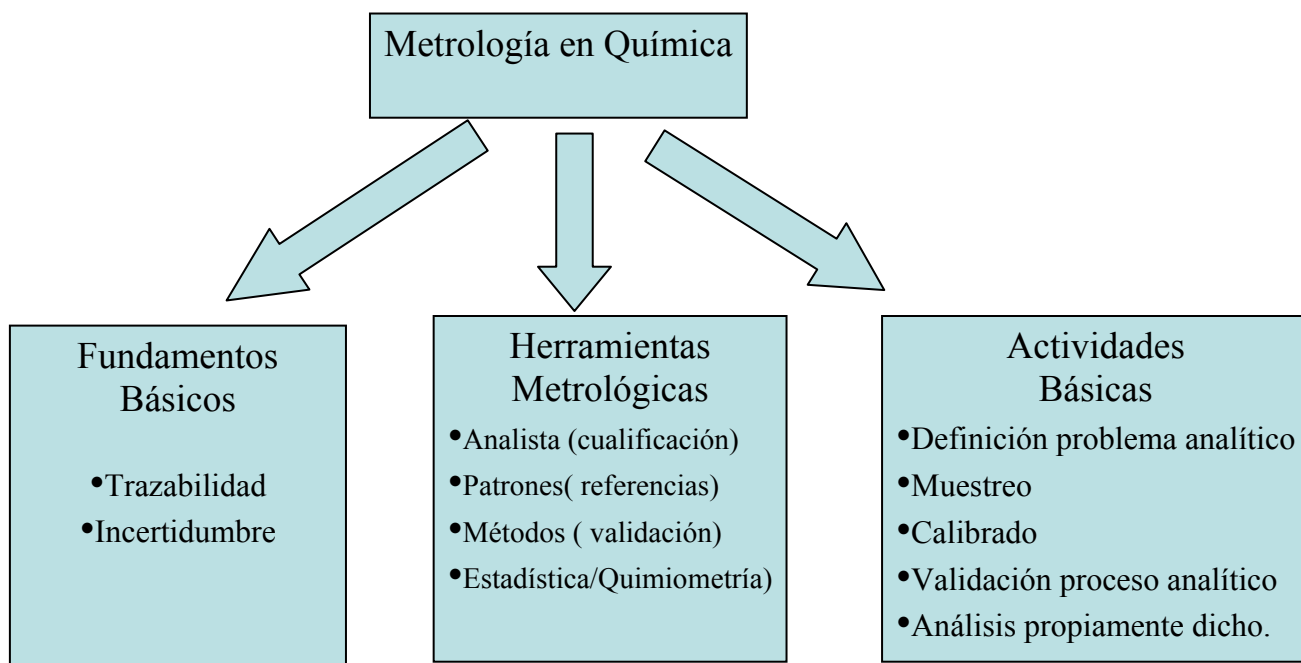 Metrología en Química
Fundamentos
Básicos
•Trazabilidad
•Incertidumbre
Herramientas
Metrológicas
•Analista (cualificación)
•Patrones( referencias)
•Métodos ( validación)
•Estadística/Quimiometría)
Actividades
Básicas
•Definición problema analítico
•Muestreo
•Calibrado
•Validación proceso analítico
•Análisis propiamente dicho.